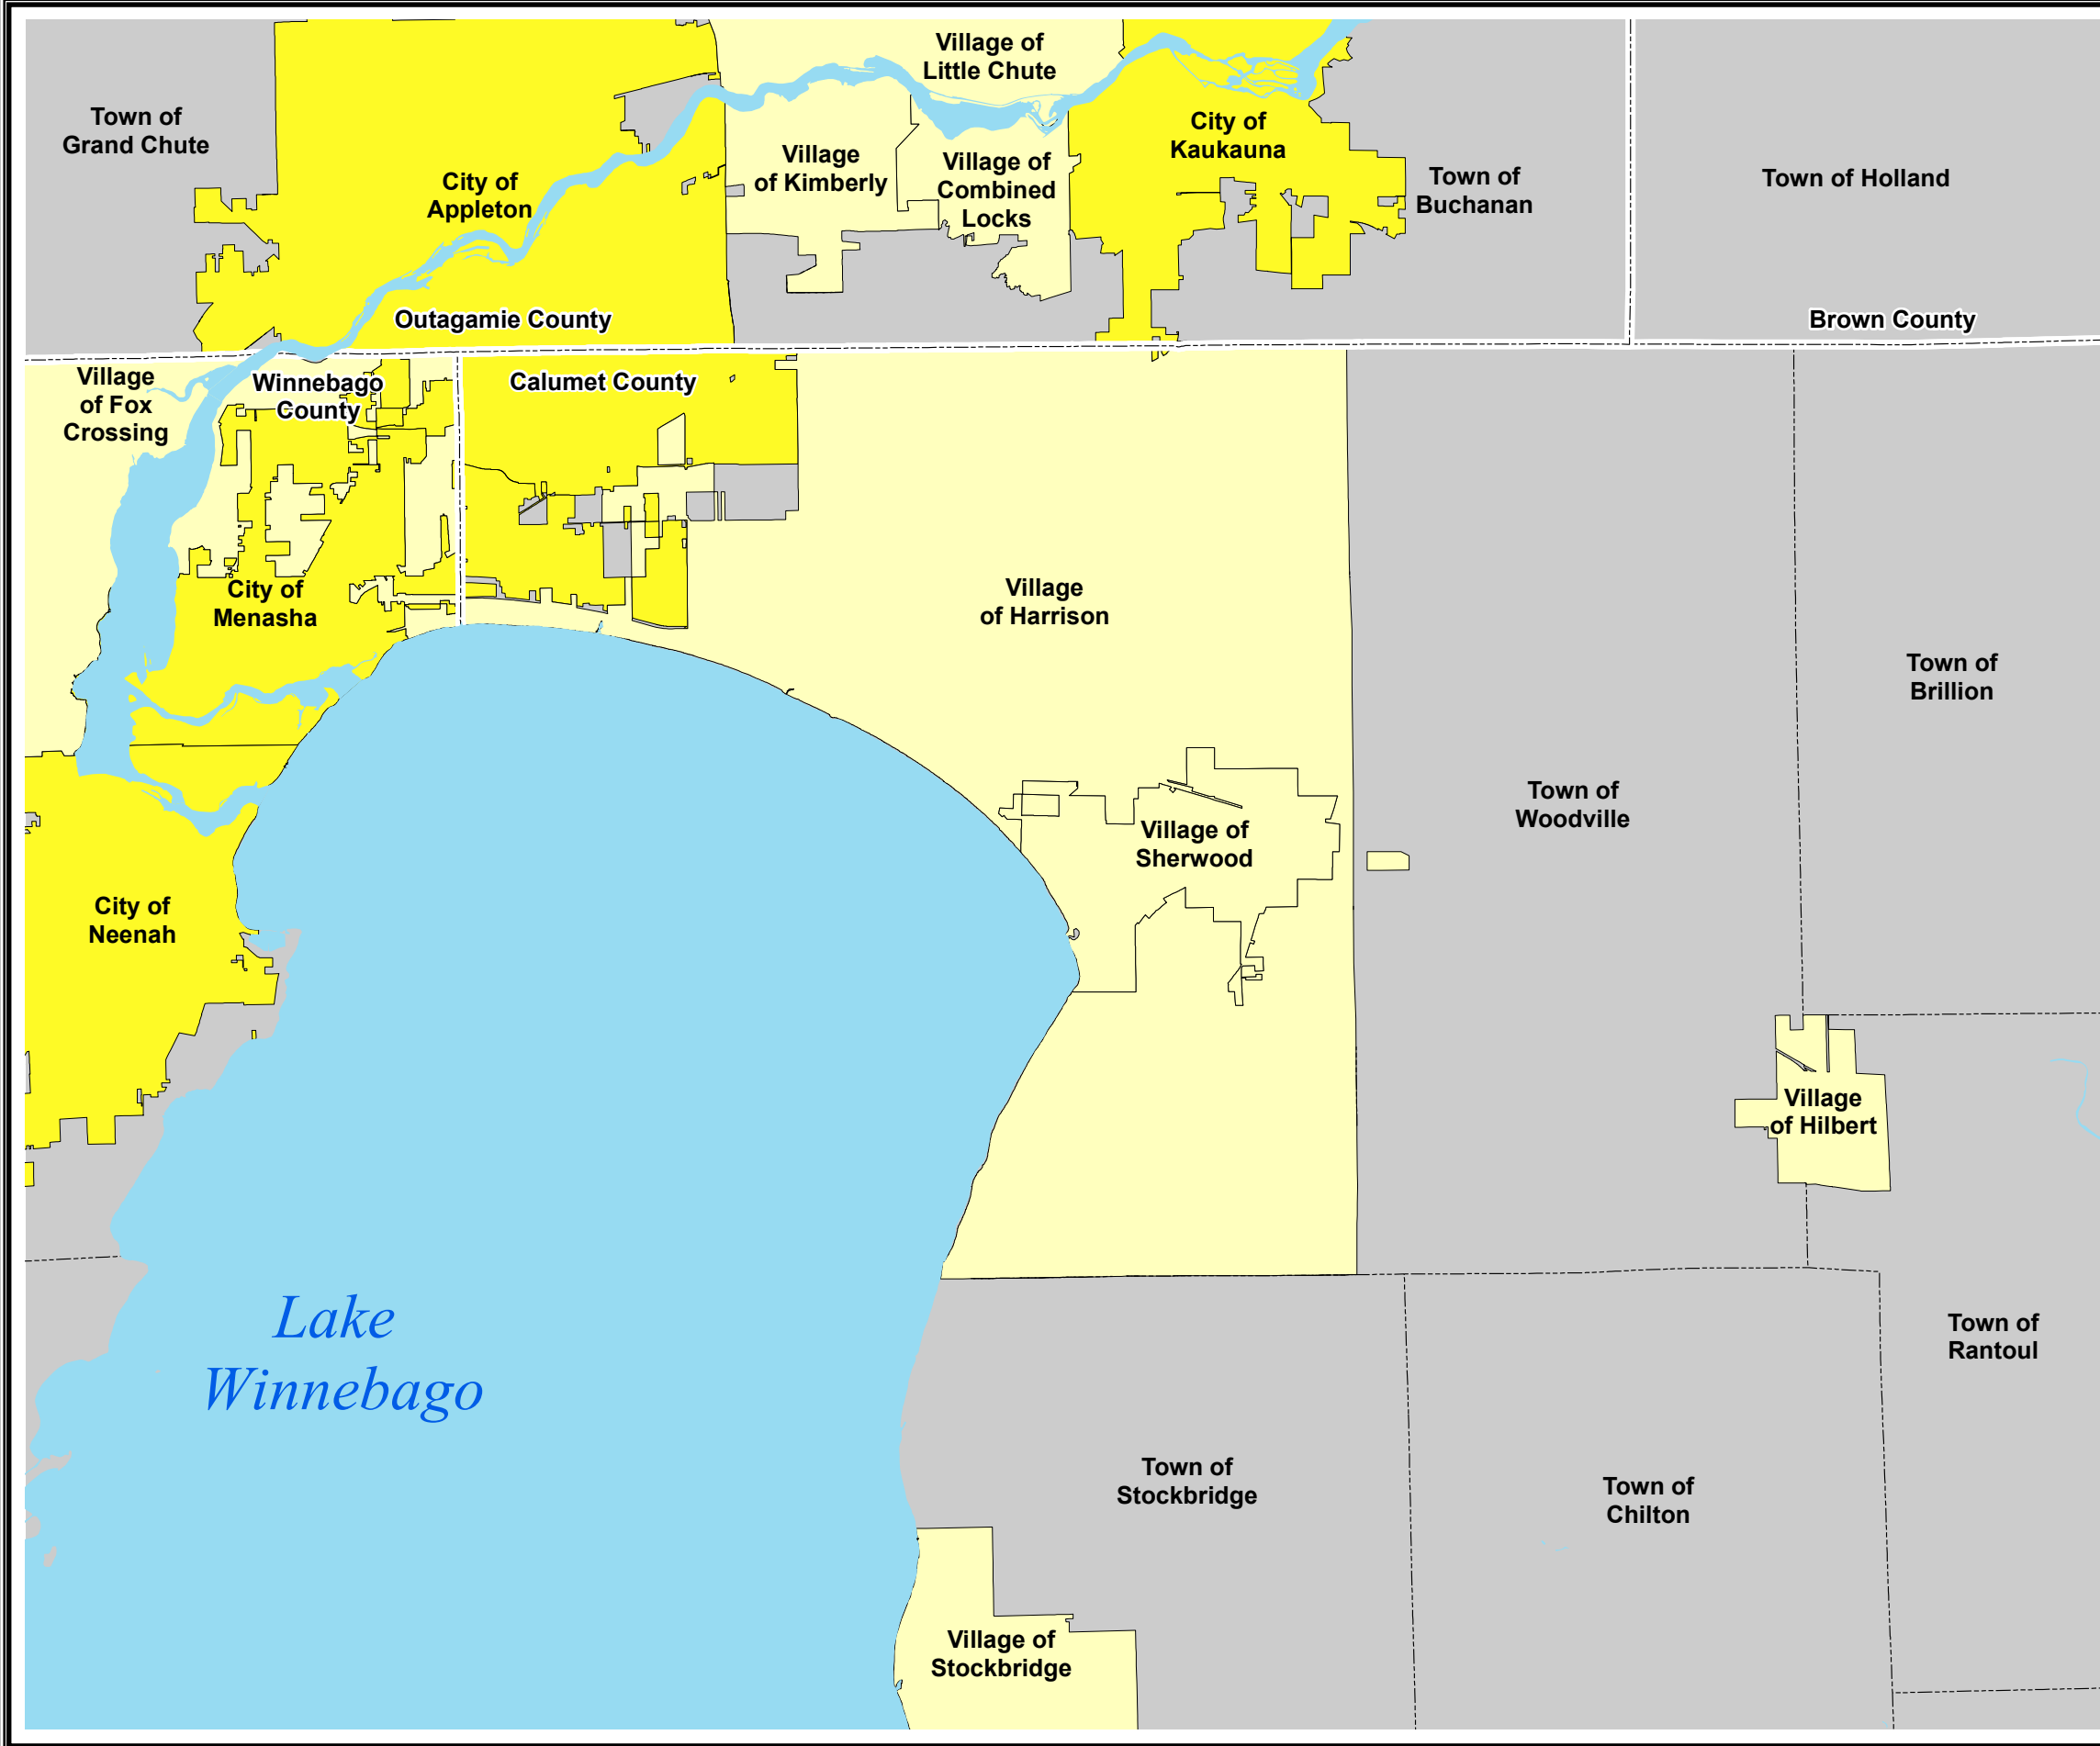 Village of
Little Chute
Town of
Grand Chute
City of
Kaukauna
Village
of Kimberly
Village of
Combined
Locks
City of
Appleton
Town of
Buchanan
Town of Holland
Outagamie County
Brown County
Village
of Fox
Crossing
Winnebago
County
Calumet County
City of
Menasha
Village
of Harrison
Town of
Brillion
Town of
Woodville
Village of
Sherwood
City of
Neenah
Village
of Hilbert
Lake
Winnebago
Town of
Rantoul
Town of
Stockbridge
Town of
Chilton
Village of
Stockbridge